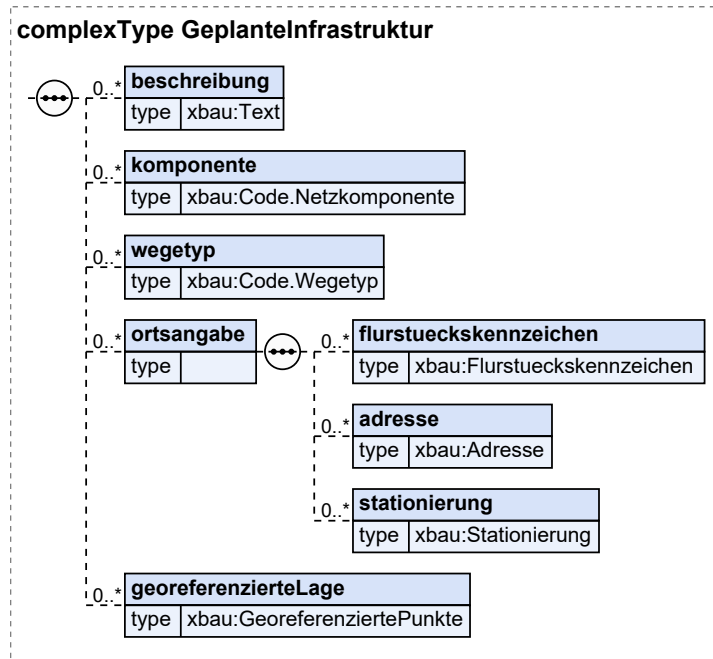 complexType GeplanteInfrastruktur
0..* beschreibung
type xbau:Text
0..* komponente
type xbau:Code.Netzkomponente
0..* wegetyp
type xbau:Code.Wegetyp
0..* ortsangabe
type
0..* flurstueckskennzeichen
type xbau:Flurstueckskennzeichen
0..* adresse
type xbau:Adresse
0..* stationierung
type xbau:Stationierung
0..* georeferenzierteLage
type xbau:GeoreferenziertePunkte